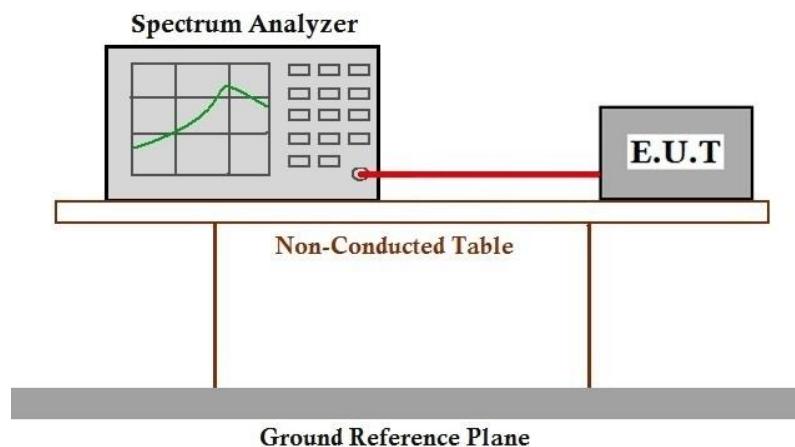 Spectrum Analyzer
E.U.T
Non-Conducted Table
Ground Reference Plane